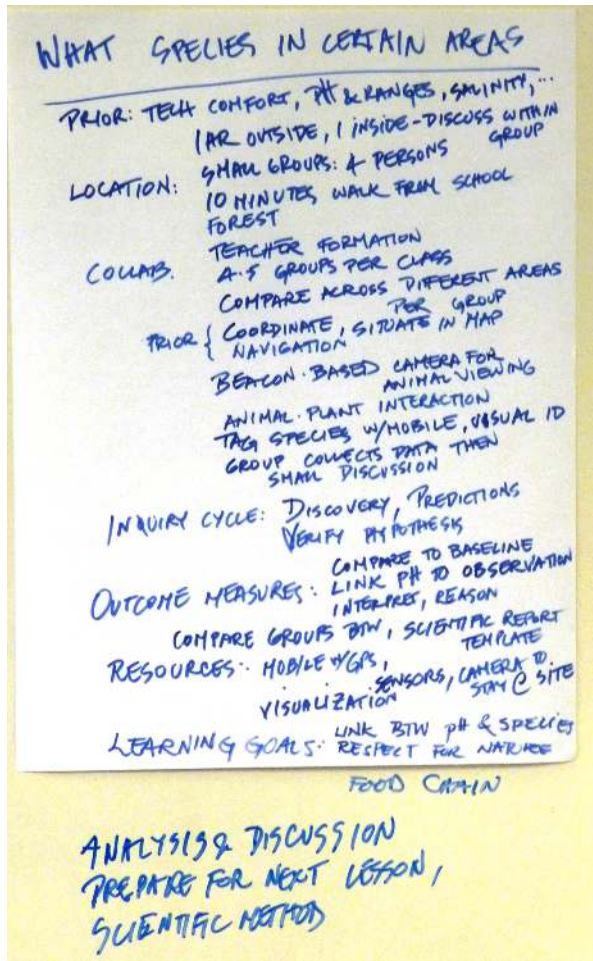 WHAT SPECIES IN CERTAIN AREAS
PRIOR: TECH COMFORT, PH & RANGES, SALINITY, ...
1 AR OUTSIDE, 1 INSIDE - DISCUSS WITHIN
GROUP
LOCATION: SMALL GROUPS: 4 PERSONS
10 MINUTES WALK FROM SCHOOL
FOREST
TEACHER FORMATION
COLLAB. 4-5 GROUPS PER CLASS
COMPARE ACROSS DIFFERENT AREAS
PER GROUP
PRIOR { COORDINATE, SITUATE IN MAP
NAVIGATION
BEACON-BASED CAMERA FOR
ANIMAL VIEWING
ANIMAL-PLANT INTERACTION
TAG SPECIES W/MOBILE, VISUAL ID
GROUP COLLECTS DATA THEN
SMALL DISCUSSION
INQUIRY CYCLE: DISCOVERY, PREDICTIONS
VERIFY HYPOTHESIS
COMPARE TO BASELINE
OUTCOME MEASURES: LINK PH TO OBSERVATION
INTERPRET, REASON
COMPARE GROUPS BTW, SCIENTIFIC REPORT
TEMPLATE
RESOURCES: MOBILE W/GPS,
SENSORS, CAMERA TO
VISUALIZATION STAY @ SITE
LEARNING GOALS: LINK BTW pH & SPECIES
RESPECT FOR NATURE
FOOD CHAIN
ANALYSIS & DISCUSSION
PREPARE FOR NEXT LESSON,
SCIENTIFIC METHOD